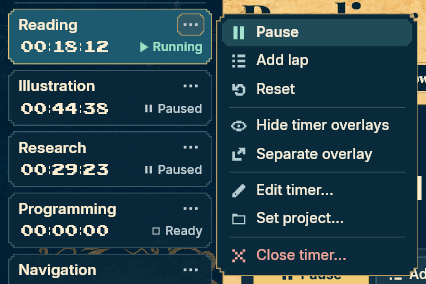 Reading
00:18:12
Running
Illustration
00:44:38
Paused
Research
00:29:23
Paused
Programming
00:00:00
Ready
Navigation
Pause
Add lap
Reset
Hide timer overlays
Separate overlay
Edit timer...
Set project...
Close timer...
Pause